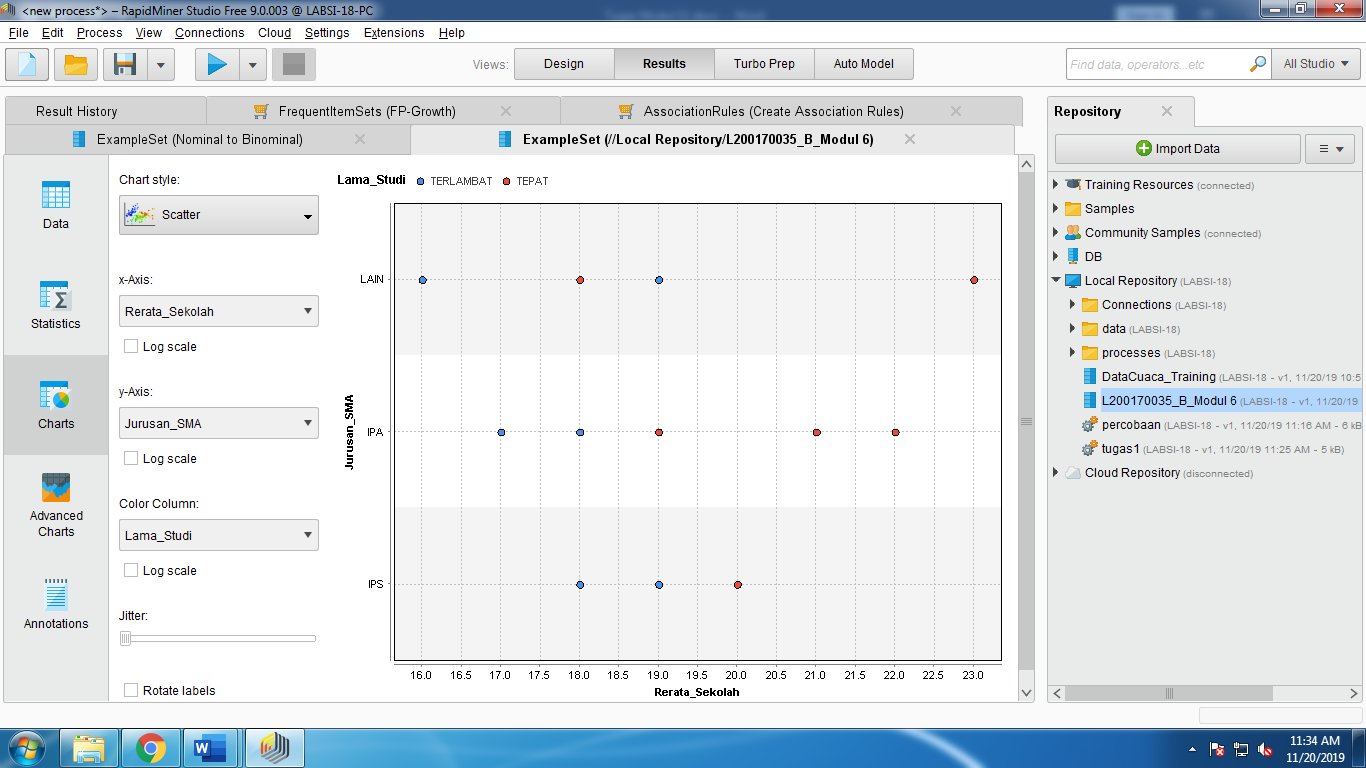 <new process*> – RapidMiner Studio Free 9.0.003 @ LABSI-18-PC
File Edit Process View Connections Cloud Settings Extensions Help
Views: Design Results Turbo Prep Auto Model Find data, operators...etc All Studio
Result History FrequentItemSets (FP-Growth) AssociationRules (Create Association Rules)
ExampleSet (Nominal to Binominal) ExampleSet (//Local Repository/L200170035_B_Modul 6)
Data
Statistics
Charts
Advanced
Charts
Annotations
Chart style:
Scatter
x-Axis:
Rerata_Sekolah
Log scale
y-Axis:
Jurusan_SMA
Log scale
Color Column:
Lama_Studi
Log scale
Jitter:
Rotate labels
Lama_Studi TERLAMBAT TEPAT
LAIN
IPA
IPS
Jurusan_SMA
16.0 16.5 17.0 17.5 18.0 18.5 19.0 19.5 20.0 20.5 21.0 21.5 22.0 22.5 23.0
Rerata_Sekolah
Repository
Import Data
Training Resources (connected)
Samples
Community Samples (connected)
DB
Local Repository (LABSI-18)
Connections (LABSI-18)
data (LABSI-18)
processes (LABSI-18)
DataCuaca_Training (LABSI-18 - v1, 11/20/19 10:5
L200170035_B_Modul 6 (LABSI-18 - v1, 11/20/19
percobaan (LABSI-18 - v1, 11/20/19 11:16 AM - 6 kB
tugas1 (LABSI-18 - v1, 11/20/19 11:25 AM - 5 kB)
Cloud Repository (disconnected)
11:34 AM
11/20/2019